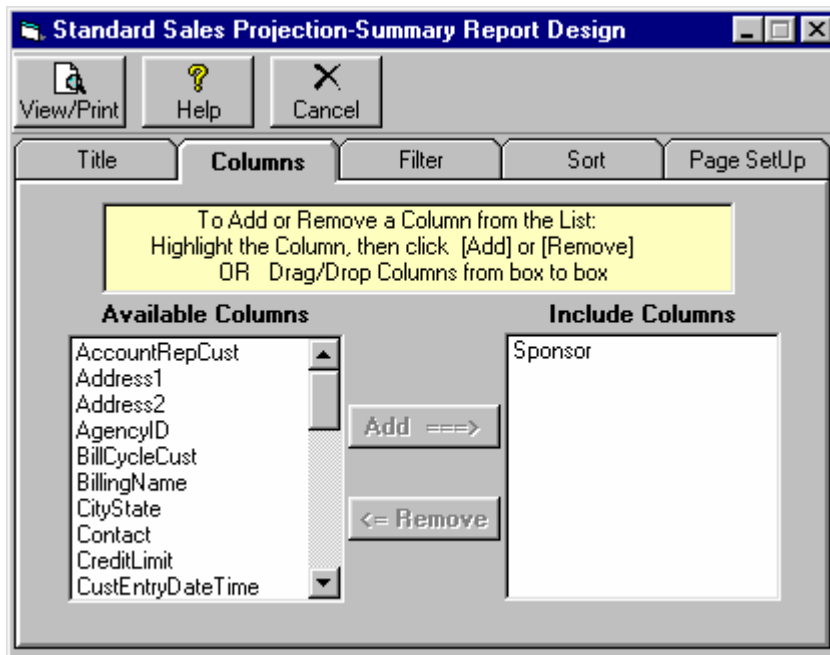 Standard Sales Projection-Summary Report Design
View/Print Help Cancel
Title Columns Filter Sort Page SetUp
To Add or Remove a Column from the List:
Highlight the Column, then click [Add] or [Remove]
OR Drag/Drop Columns from box to box
Available Columns
AccountRepCust
Address1
Address2
AgencyID
BillCycleCust
BillingName
CityState
Contact
CreditLimit
CustEntryDateTime
Add ===>
<= Remove
Include Columns
Sponsor